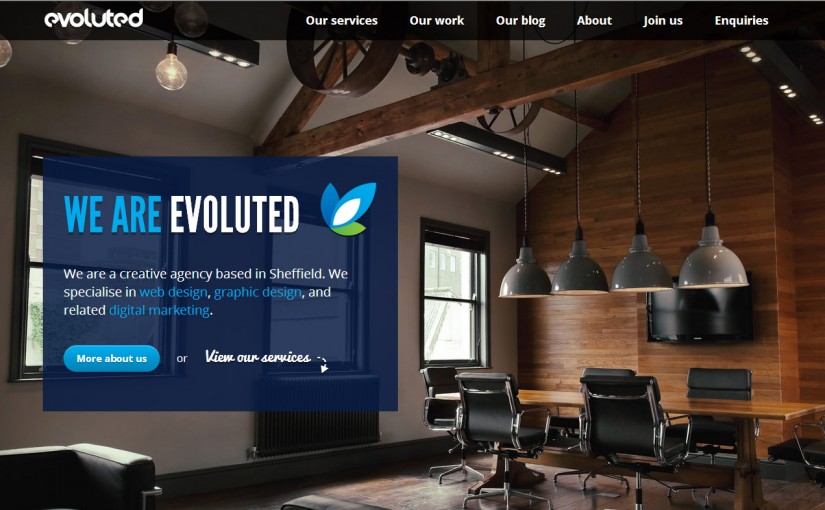 evoluted
Our services
Our work
Our blog
About
Join us
Enquiries
WE ARE EVOLUTED
We are a creative agency based in Sheffield. We
specialise in web design, graphic design, and
related digital marketing.
More about us
or
View our services